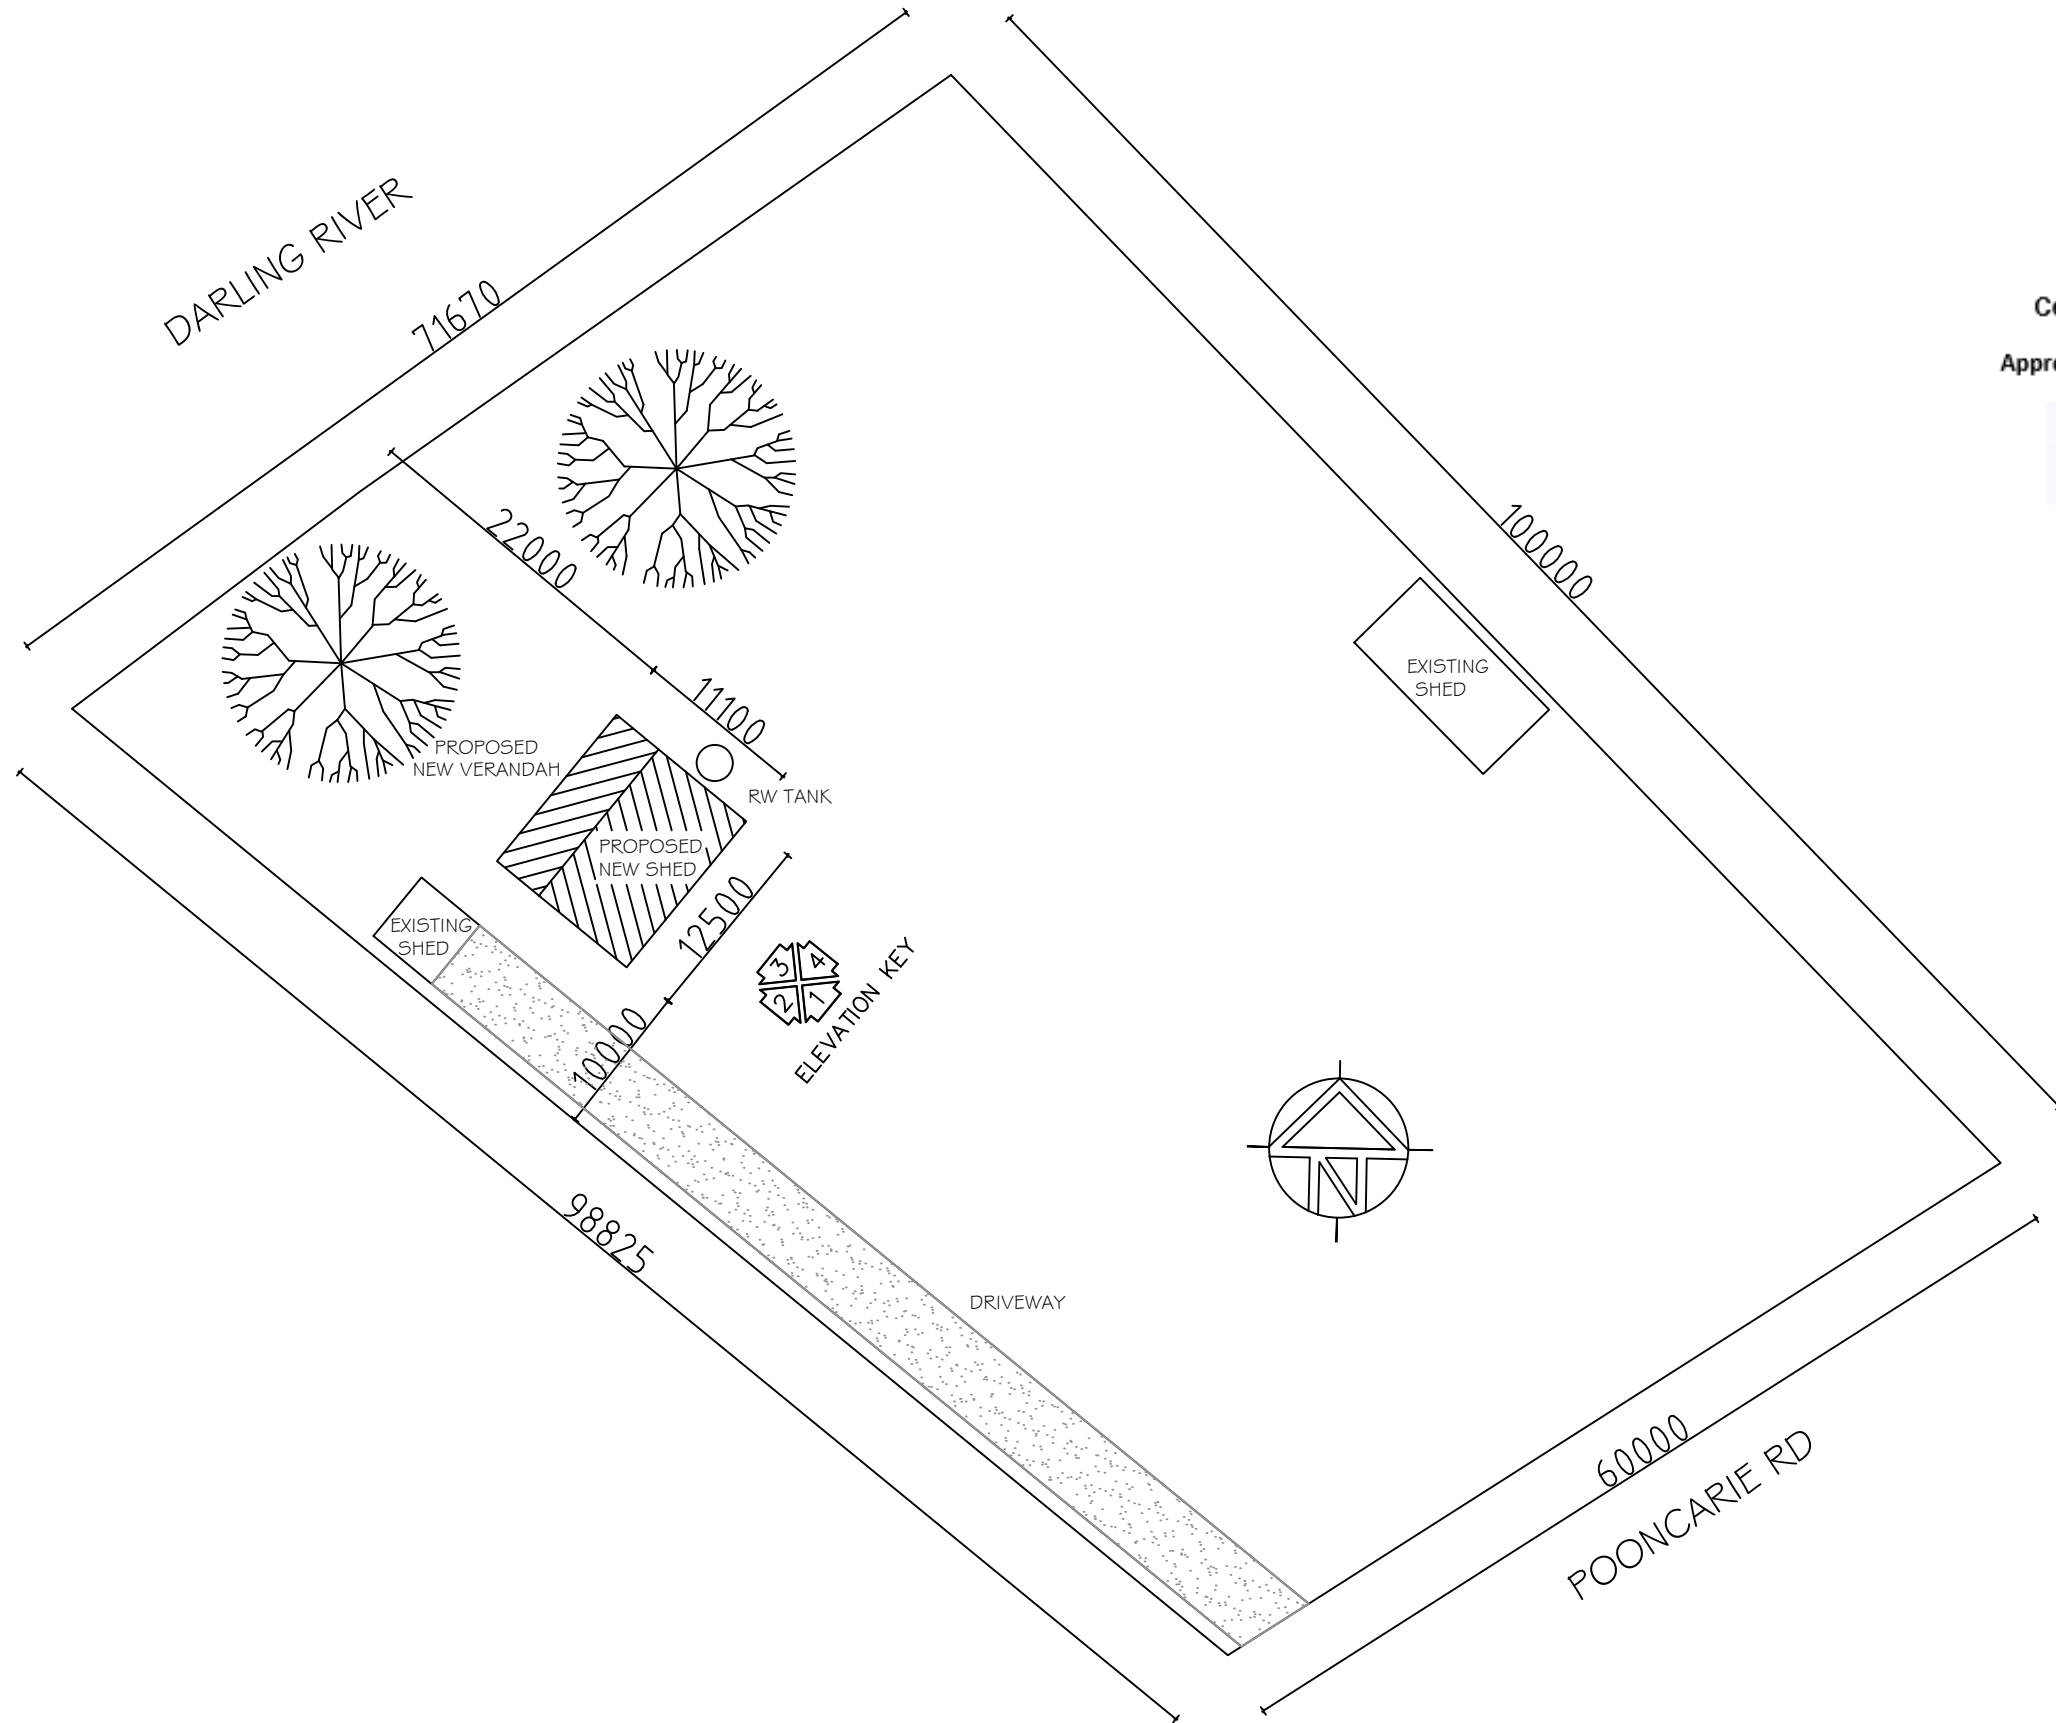 DARLING RIVER
71670
22000
1100
100000
EXISTING
SHED
PROPOSED
NEW VERANDAH
RW TANK
PROPOSED
NEW SHED
12500
EXISTING
SHED
3
4
2
1
ELEVATION KEY
10000
N
98825
DRIVEWAY
60000
POONCARIE RD